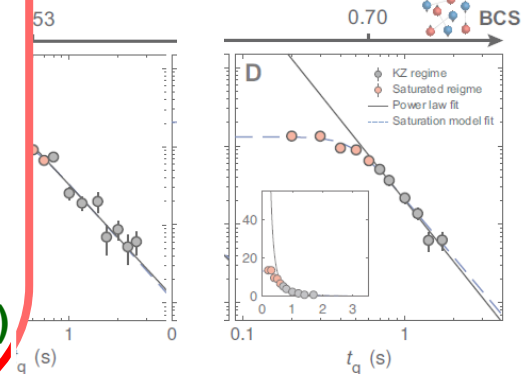 53
0.70
BCS
D
KZ regime
Saturated reigme
Power law fit
Saturation model fit
40
20
0
0 1 2 3
1 0
0.1 1
q (s)
tq (s)
)